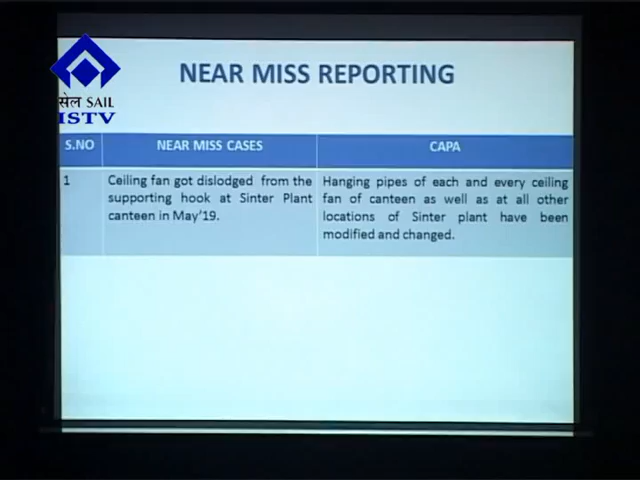 NEAR MISS REPORTING
सेल SAIL
ISTV
S.NO NEAR MISS CASES CAPA
1 Ceiling fan got dislodged from the Hanging pipes of each and every ceiling
supporting hook at Sinter Plant fan of canteen as well as at all other
canteen in May'19. locations of Sinter plant have been
modified and changed.